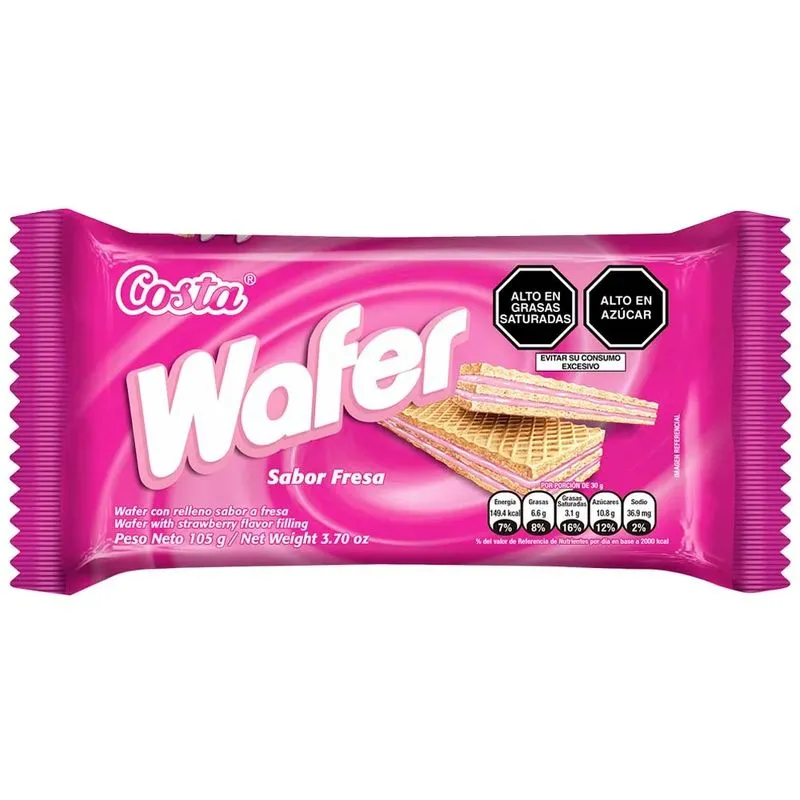 Costa®
Wafer
Sabor Fresa
Wafer con relleno sabor a fresa
Wafer with strawberry flavor filling
Peso Neto 105 g / Net Weight 3.70 oz
ALTO EN
GRASAS
SATURADAS
ALTO EN
AZÚCAR
EVITAR SU CONSUMO
EXCESIVO
IMAGEN REFERENCIAL
POR PORCIÓN DE 30 g
Energía
149.4 kcal
7%
Grasas
6.6 g
8%
Grasas
Saturadas
3.1 g
16%
Azúcares
10.8 g
12%
Sodio
36.9 mg
2%
% del valor de Referencia de Nutrientes por día en base a 2000 kcal